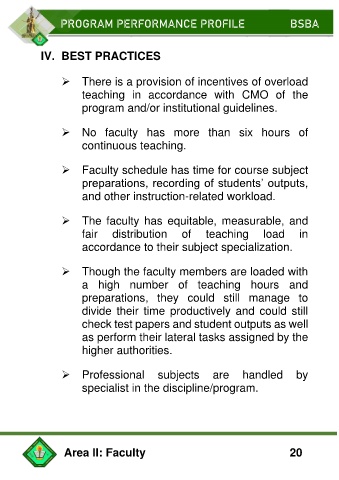 PROGRAM PERFORMANCE PROFILE BSBA
IV. BEST PRACTICES
➢ There is a provision of incentives of overload
teaching in accordance with CMO of the
program and/or institutional guidelines.
➢ No faculty has more than six hours of
continuous teaching.
➢ Faculty schedule has time for course subject
preparations, recording of students’ outputs,
and other instruction-related workload.
➢ The faculty has equitable, measurable, and
fair distribution of teaching load in
accordance to their subject specialization.
➢ Though the faculty members are loaded with
a high number of teaching hours and
preparations, they could still manage to
divide their time productively and could still
check test papers and student outputs as well
as perform their lateral tasks assigned by the
higher authorities.
➢ Professional subjects are handled by
specialist in the discipline/program.
Area II: Faculty 20